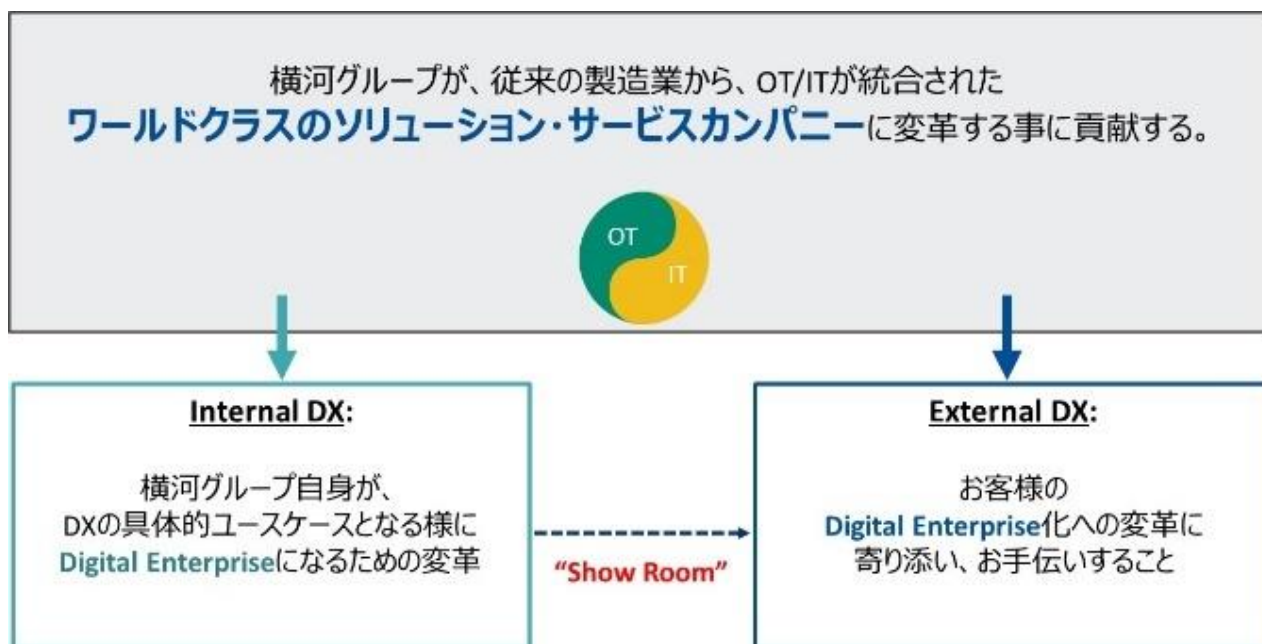 横河グループが、従来の製造業から、OT/ITが統合された
ワールドクラスのソリューション・サービスカンパニーに変革する事に貢献する。
OT
IT
Internal DX:
横河グループ自身が、
DXの具体的ユースケースとなる様に
Digital Enterpriseになるための変革
"Show Room"
External DX:
お客様の
Digital Enterprise化への変革に
寄り添い、お手伝いすること